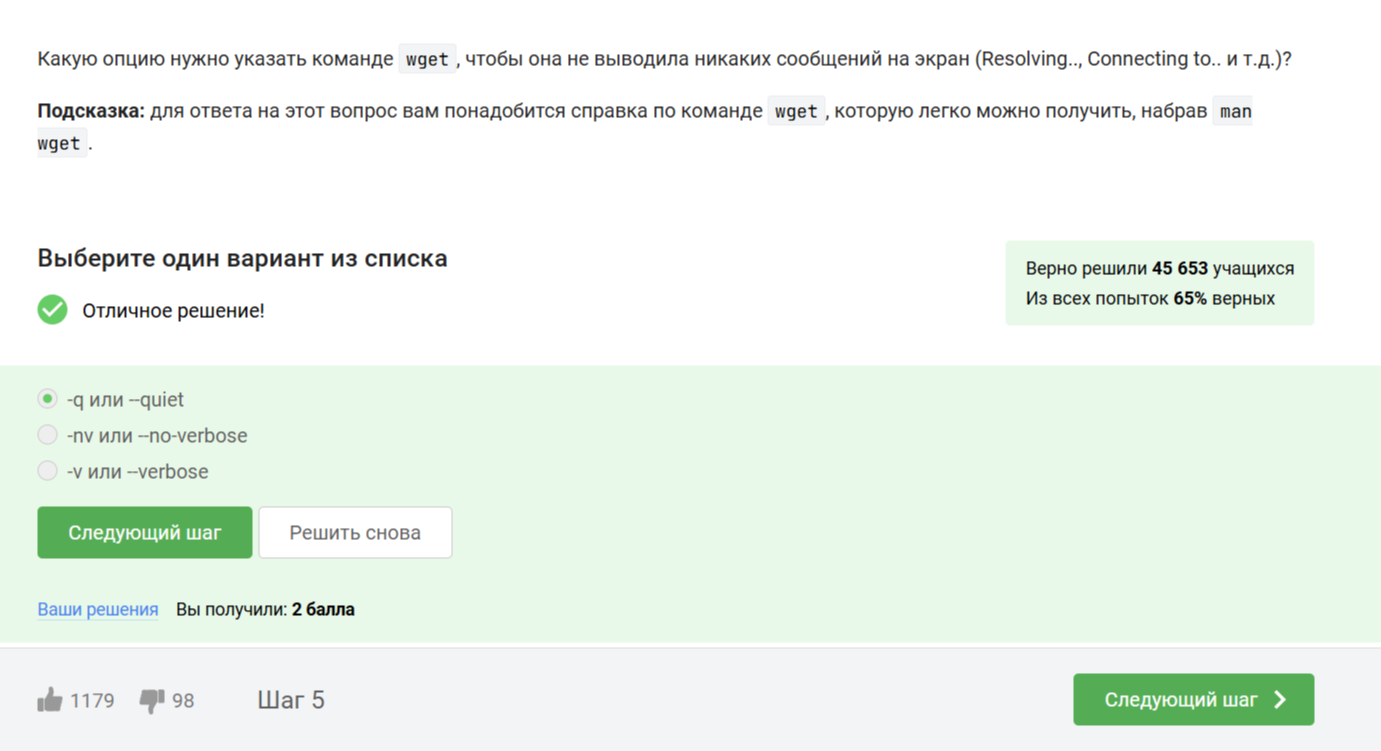 Какую опцию нужно указать команде wget, чтобы она не выводила никаких сообщений на экран (Resolving.., Connecting to.. и т.д.)?
Подсказка: для ответа на этот вопрос вам понадобится справка по команде wget, которую легко можно получить, набрав man
wget.
Выберите один вариант из списка
Верно решили 45 653 учащихся
Из всех попыток 65% верных
Отличное решение!
-q или --quiet
-nv или --no-verbose
-v или --verbose
Следующий шаг Решить снова
Ваши решения Вы получили: 2 балла
1179 98 Шаг 5 Следующий шаг